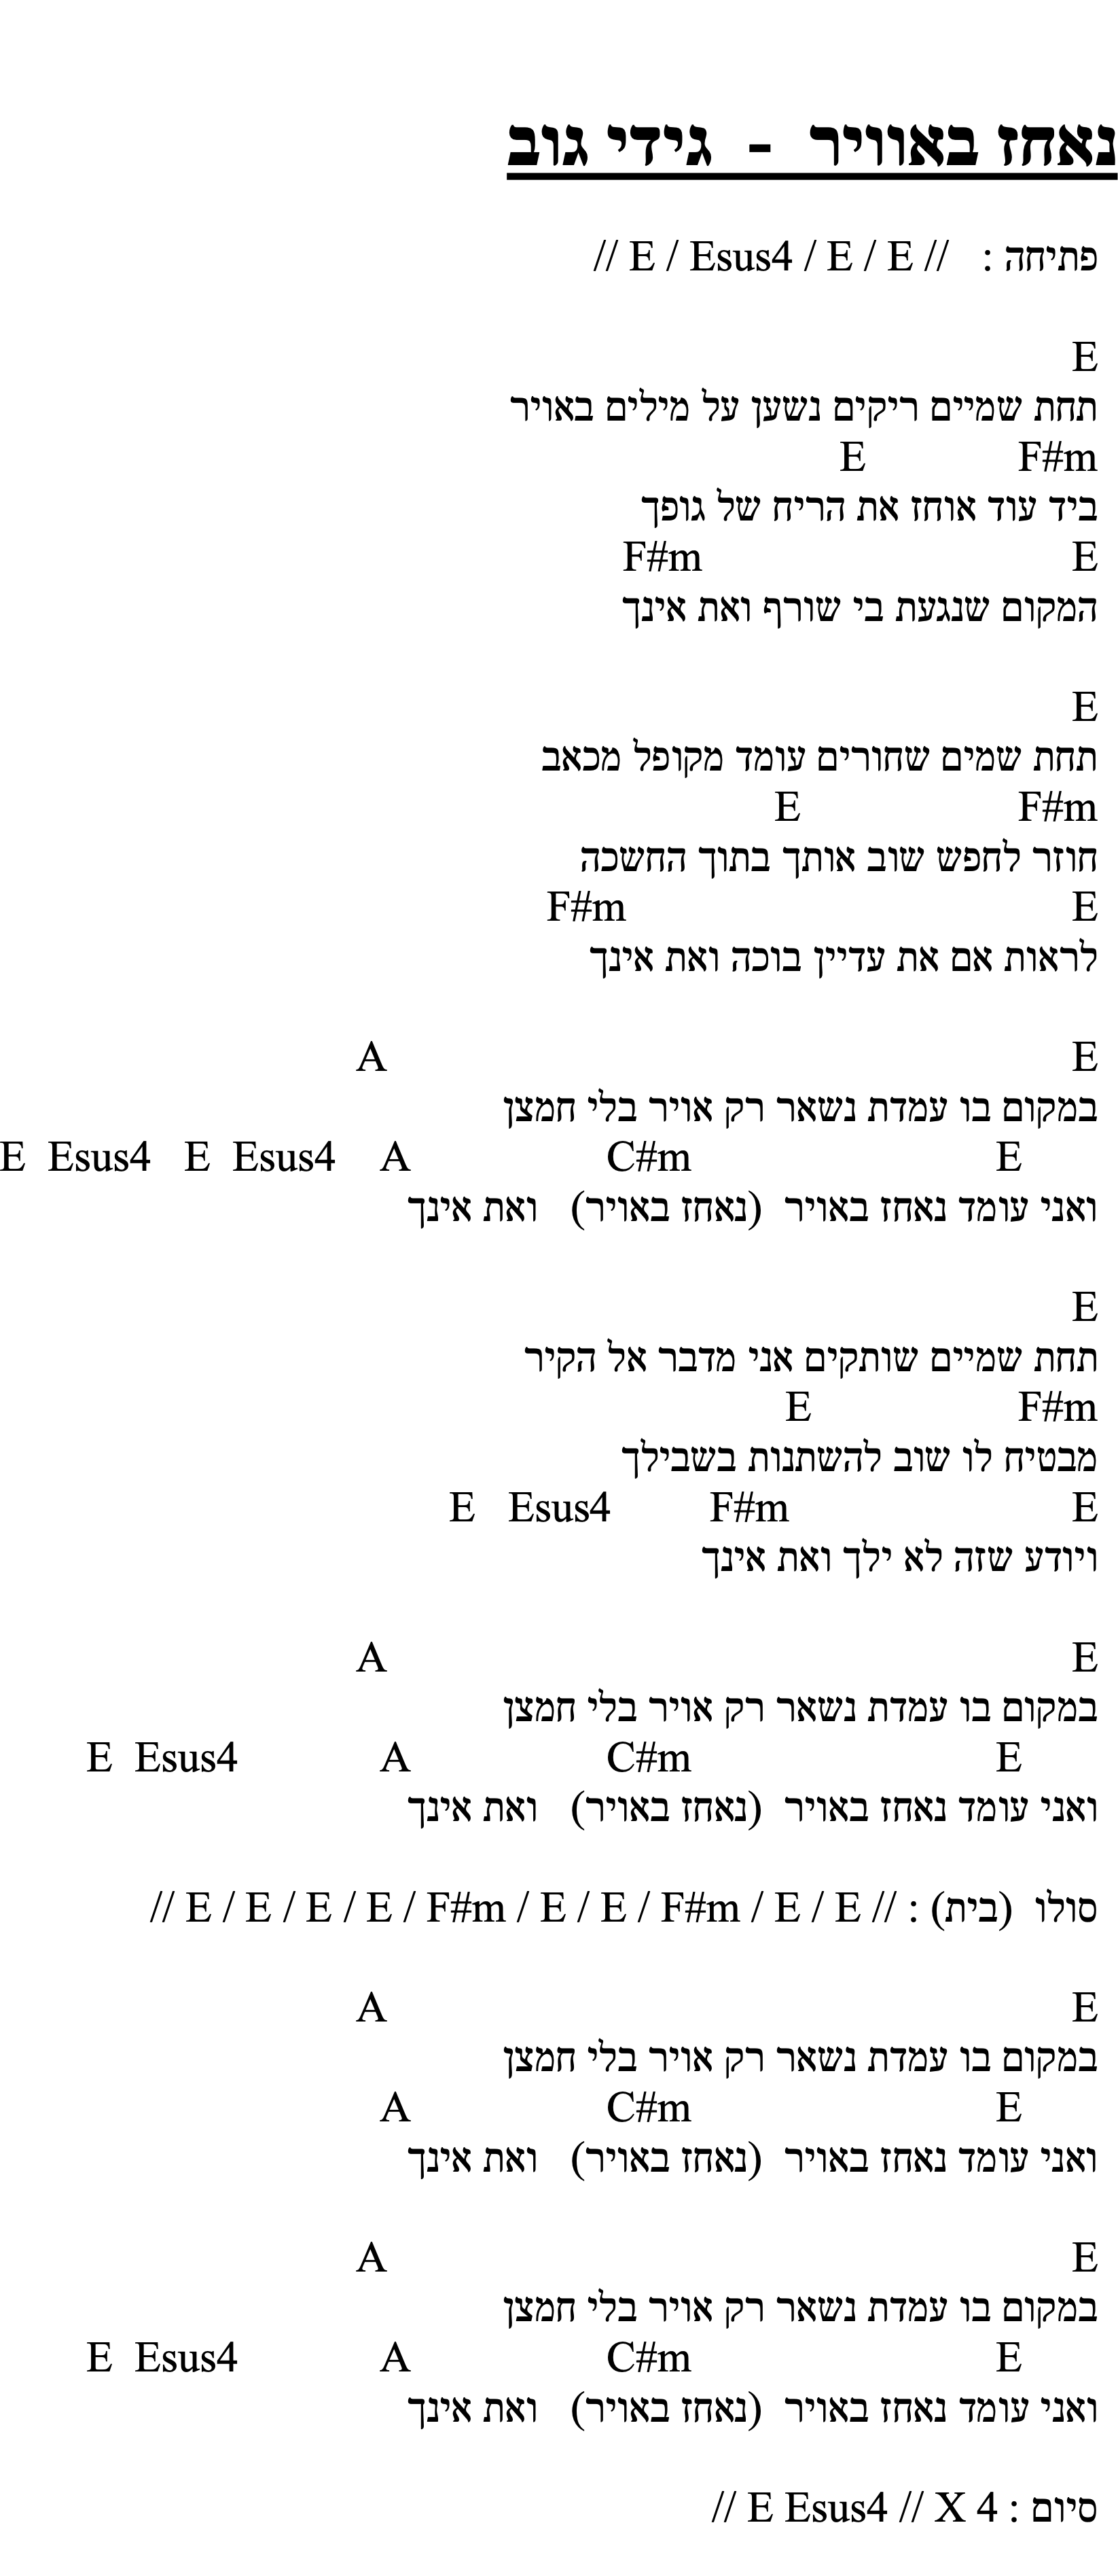 נאחז באוויר - גידי גוב
פתיחה : // E / Esus4 / E / E //
E
תחת שמיים ריקים נשען על מילים באויר
F#m E
ביד עוד אוחז את הריח של גופך
E F#m
המקום שנגעת בי שורף ואת אינך
E
תחת שמים שחורים עומד מקופל מכאב
F#m E
חוזר לחפש שוב אותך בתוך החשכה
E F#m
לראות אם את עדיין בוכה ואת אינך
E A
במקום בו עמדת נשאר רק אויר בלי חמצן
E C#m A Esus4 E Esus4 E
ואני עומד נאחז באויר (נאחז באויר) ואת אינך
E
תחת שמיים שותקים אני מדבר אל הקיר
F#m E
מבטיח לו שוב להשתנות בשבילך
E F#m Esus4 E
ויודע שזה לא ילך ואת אינך
E A
במקום בו עמדת נשאר רק אויר בלי חמצן
E C#m A Esus4 E
ואני עומד נאחז באויר (נאחז באויר) ואת אינך
סולו (בית) : // E / E / E / E / F#m / E / E / F#m / E / E //
E A
במקום בו עמדת נשאר רק אויר בלי חמצן
E C#m A
ואני עומד נאחז באויר (נאחז באויר) ואת אינך
E A
במקום בו עמדת נשאר רק אויר בלי חמצן
E C#m A Esus4 E
ואני עומד נאחז באויר (נאחז באויר) ואת אינך
סיום : // E Esus4 // X 4